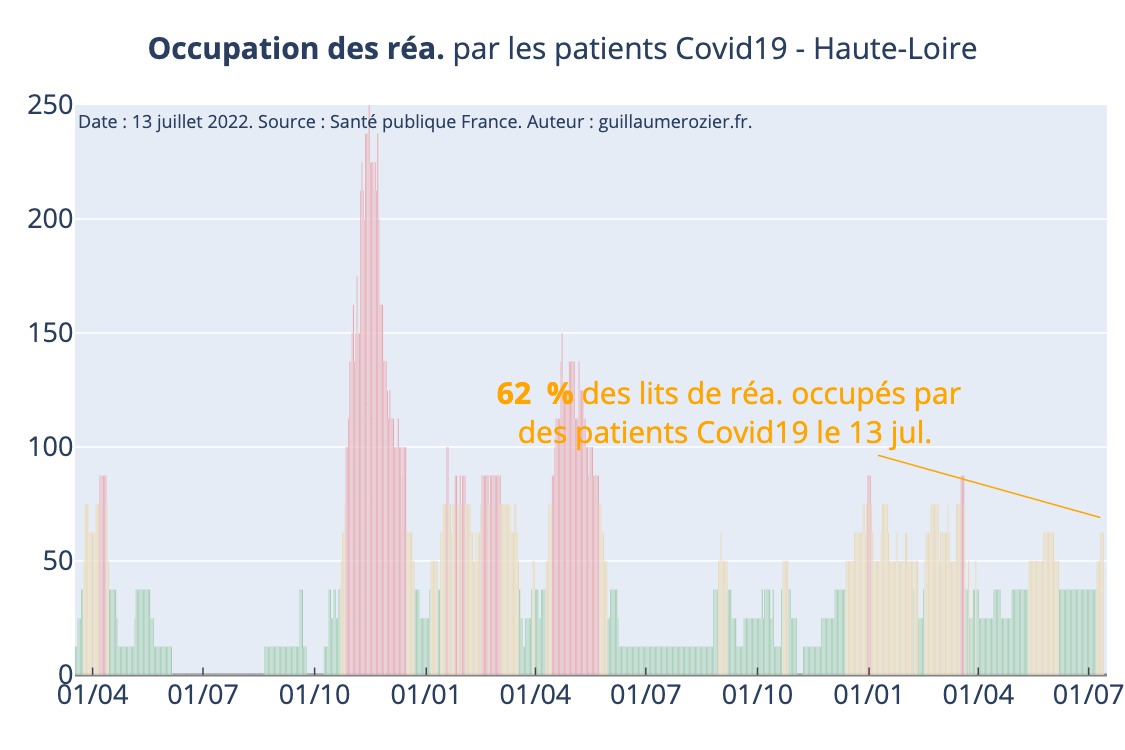 Occupation des réa. par les patients Covid19 - Haute-Loire
250
Date : 13 juillet 2022. Source : Santé publique France. Auteur : guillaumerozier.fr.
200
150
62 % des lits de réa. occupés par
des patients Covid19 le 13 jul.
100
50
0
01/04 01/07 01/10 01/01 01/04 01/07 01/10 01/01 01/04 01/07